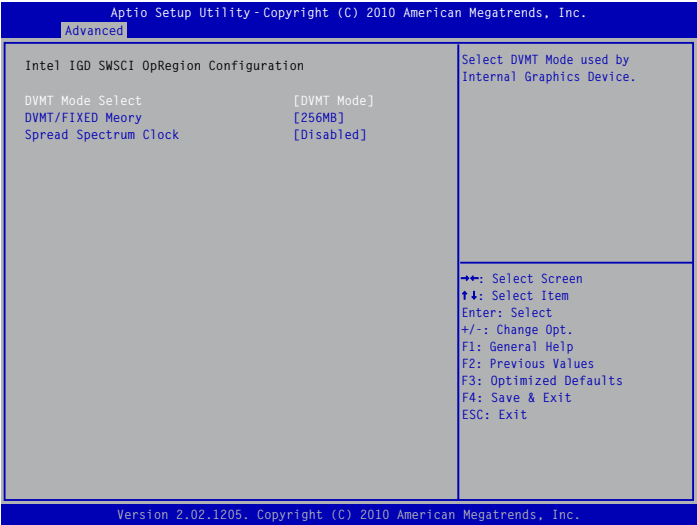 Aptio Setup Utility - Copyright (C) 2010 American Megatrends, Inc.
Advanced
Intel IGD SWSCI OpRegion Configuration
DVMT Mode Select [DVMT Mode]
DVMT/FIXED Meory [256MB]
Spread Spectrum Clock [Disabled]
Select DVMT Mode used by
Internal Graphics Device.
→←: Select Screen
↑↓: Select Item
Enter: Select
+/-: Change Opt.
F1: General Help
F2: Previous Values
F3: Optimized Defaults
F4: Save & Exit
ESC: Exit
Version 2.02.1205. Copyright (C) 2010 American Megatrends, Inc.